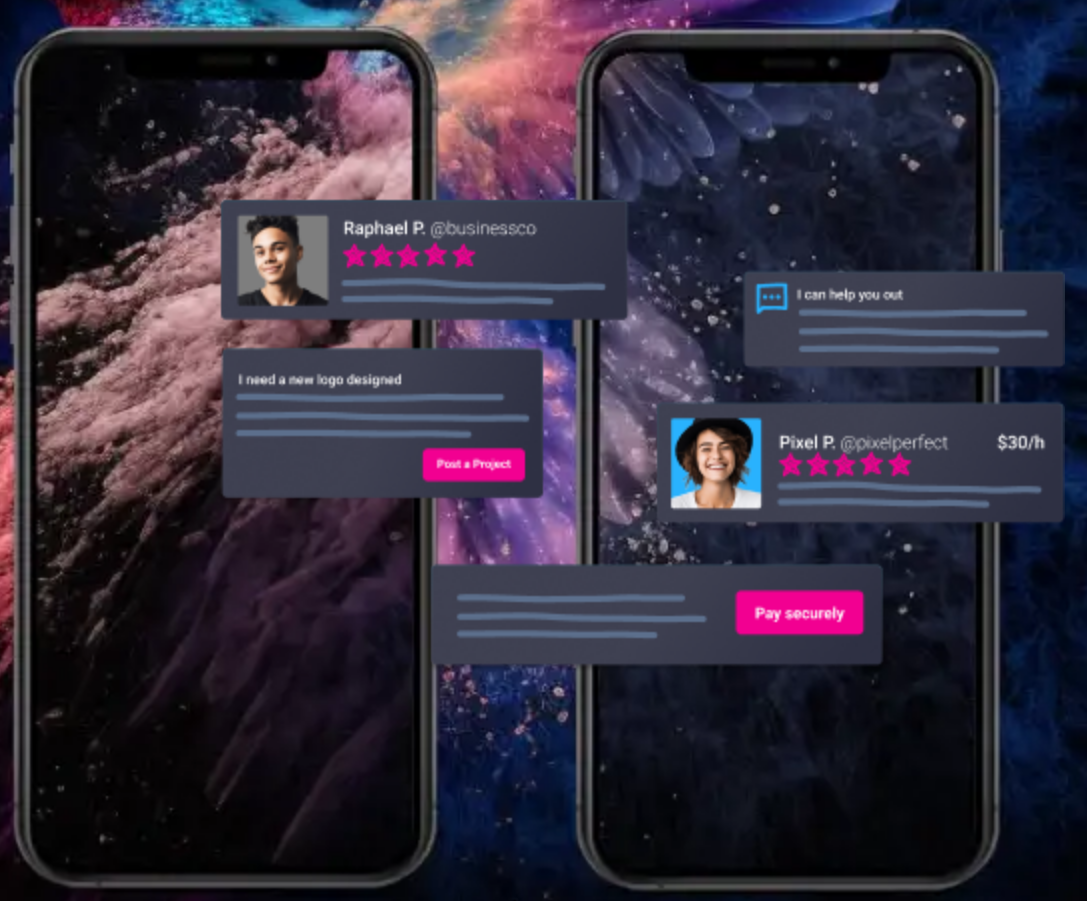 Raphael P. @businessco
I need a new logo designed
Post a Project
I can help you out
Pixel P. @pixelperfect $30/h
Pay securely